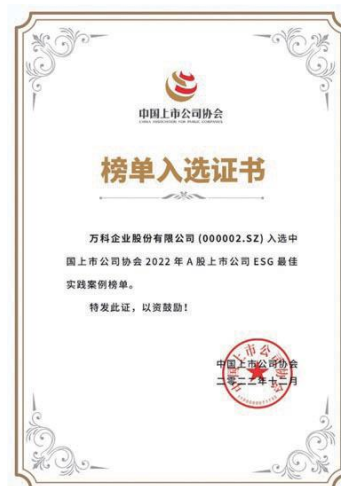 中国上市公司协会
CHINA ASSOCIATION FOR PUBLIC COMPANIES
榜单入选证书
万科企业股份有限公司 (000002.SZ) 入选中
国上市公司协会 2022 年 A 股上市公司 ESG 最佳
实践案例榜单。
特发此证，以资鼓励！
中国上市公司协会
二零二二年十二月